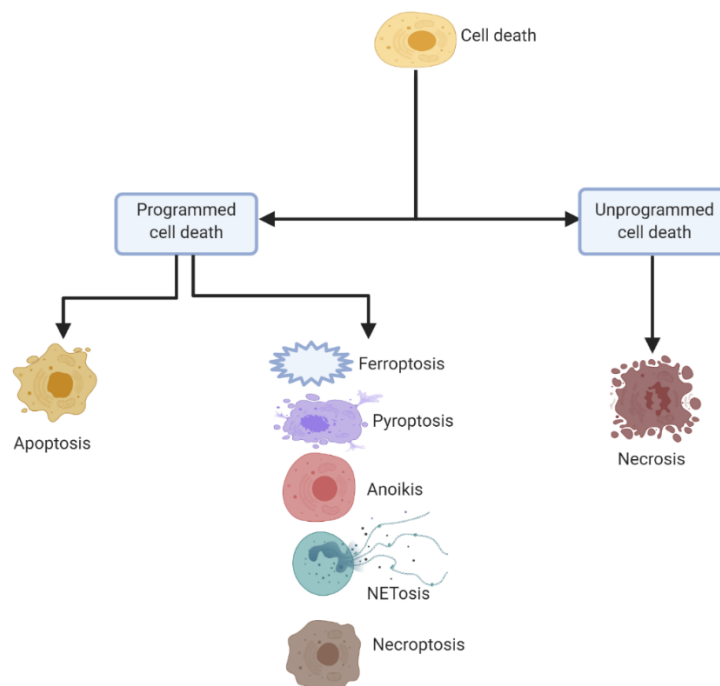 Cell death
Programmed
cell death
Unprogrammed
cell death
Apoptosis
Ferroptosis
Pyroptosis
Anoikis
NETosis
Necroptosis
Necrosis